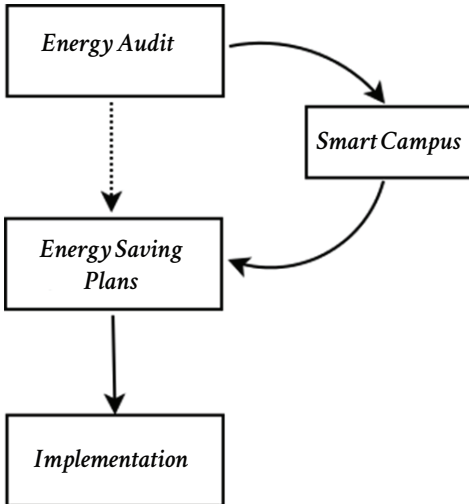 Energy Audit
Smart Campus
Energy Saving
Plans
Implementation